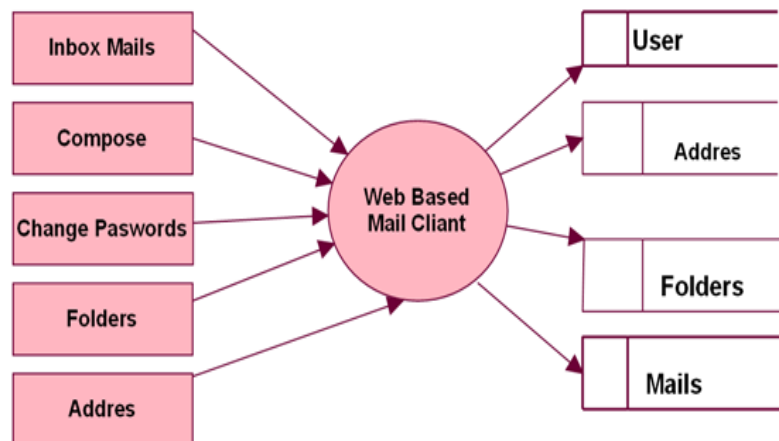 Inbox Mails
Compose
Change Paswords
Folders
Addres
Web Based
Mail Cliant
User
Addres
Folders
Mails